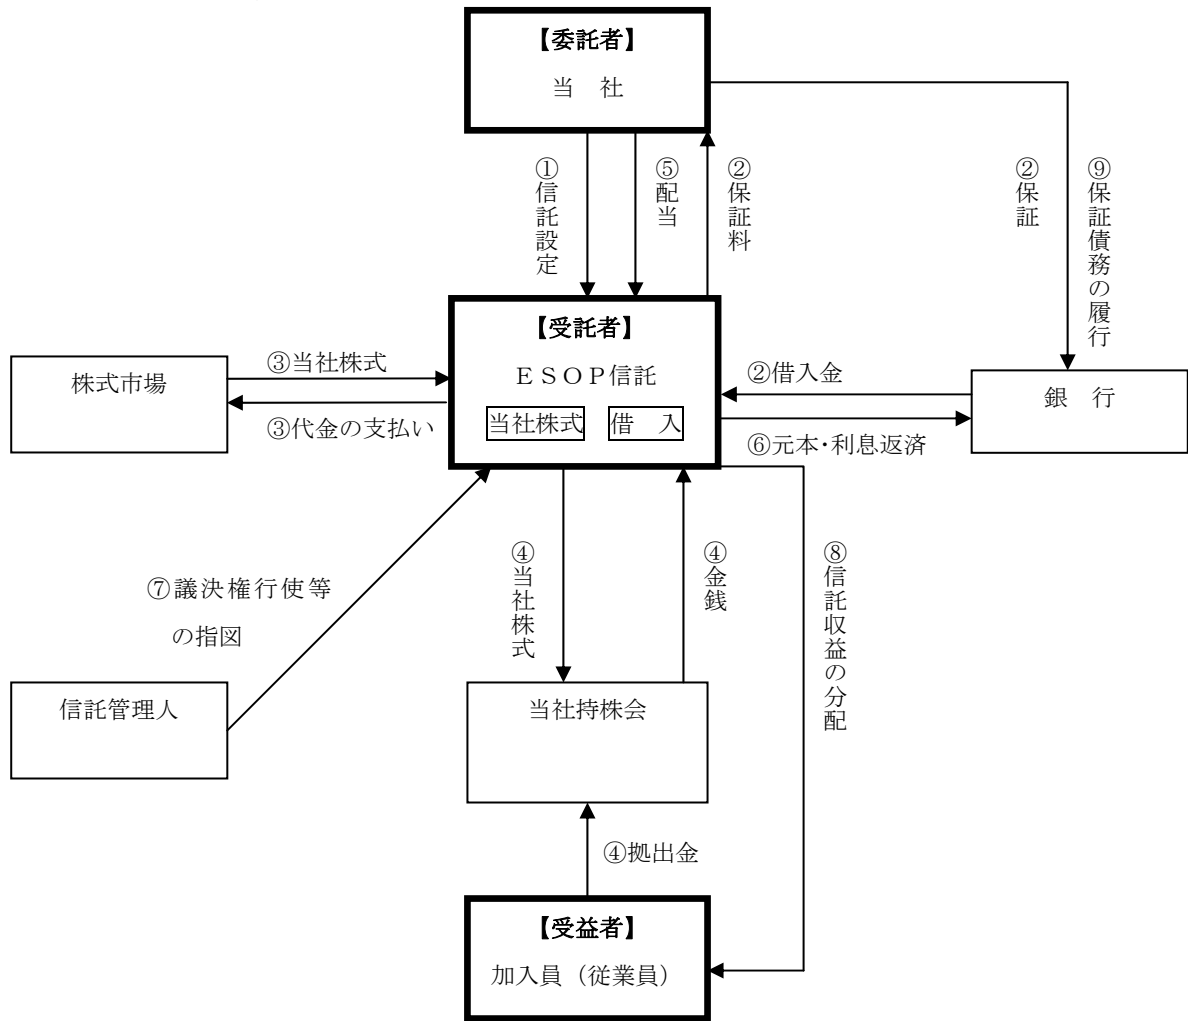 【委託者】
当　社
①信託設定
⑤配当
②保証料
②保証
⑨保証債務の履行
【受託者】
ＥＳＯＰ信託
当社株式
借　入
株式市場
③当社株式
③代金の支払い
②借入金
⑥元本・利息返済
銀　行
⑦議決権行使等
の指図
④当社株式
④金銭
⑧信託収益の分配
信託管理人
当社持株会
④拠出金
【受益者】
加入員（従業員）